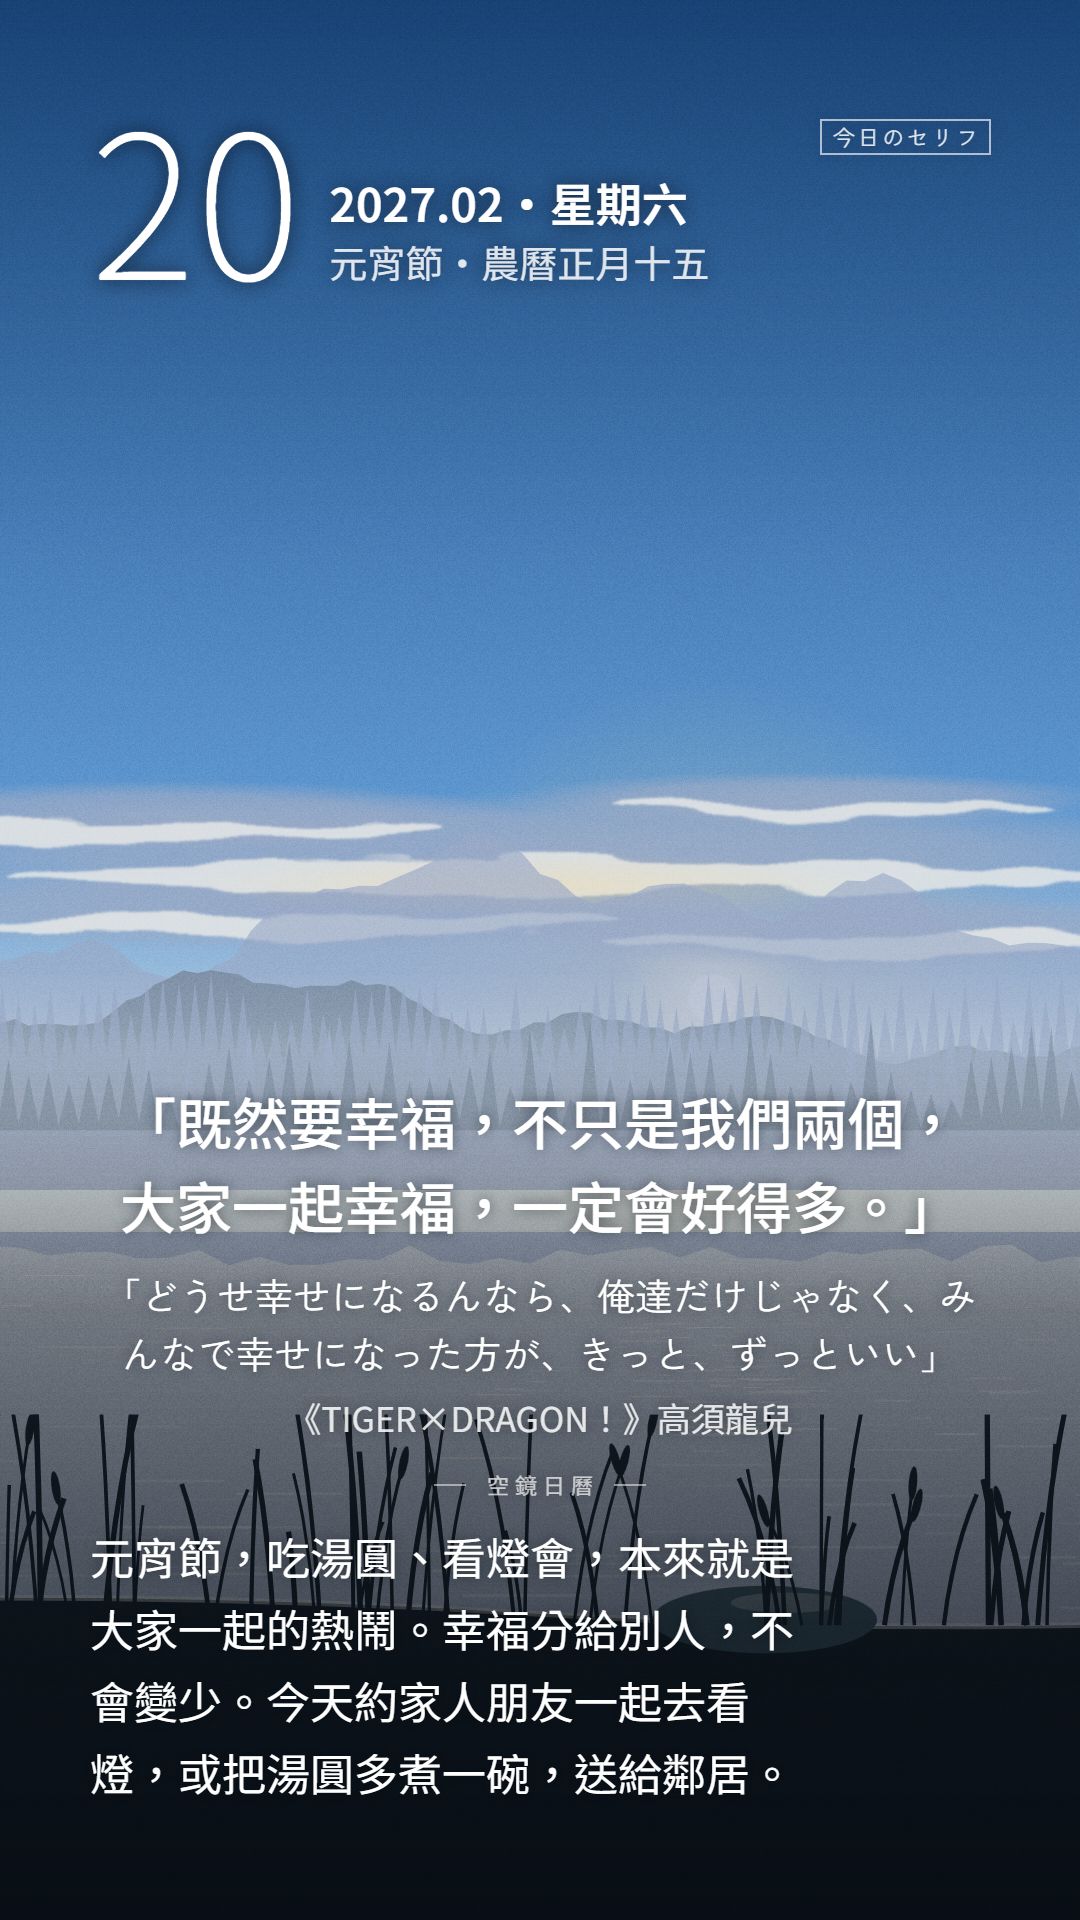 今日のセリフ
20
2027.02・星期六
元宵節・農曆正月十五
「既然要幸福，不只是我們兩個，
大家一起幸福，一定會好得多。」
「どうせ幸せになるんなら、俺達だけじゃなく、み
んなで幸せになった方が、きっと、ずっといい」
《TIGER×DRAGON！》高須龍兒
空鏡日曆
元宵節，吃湯圓、看燈會，本來就是
大家一起的熱鬧。幸福分給別人，不
會變少。今天約家人朋友一起去看
燈，或把湯圓多煮一碗，送給鄰居。